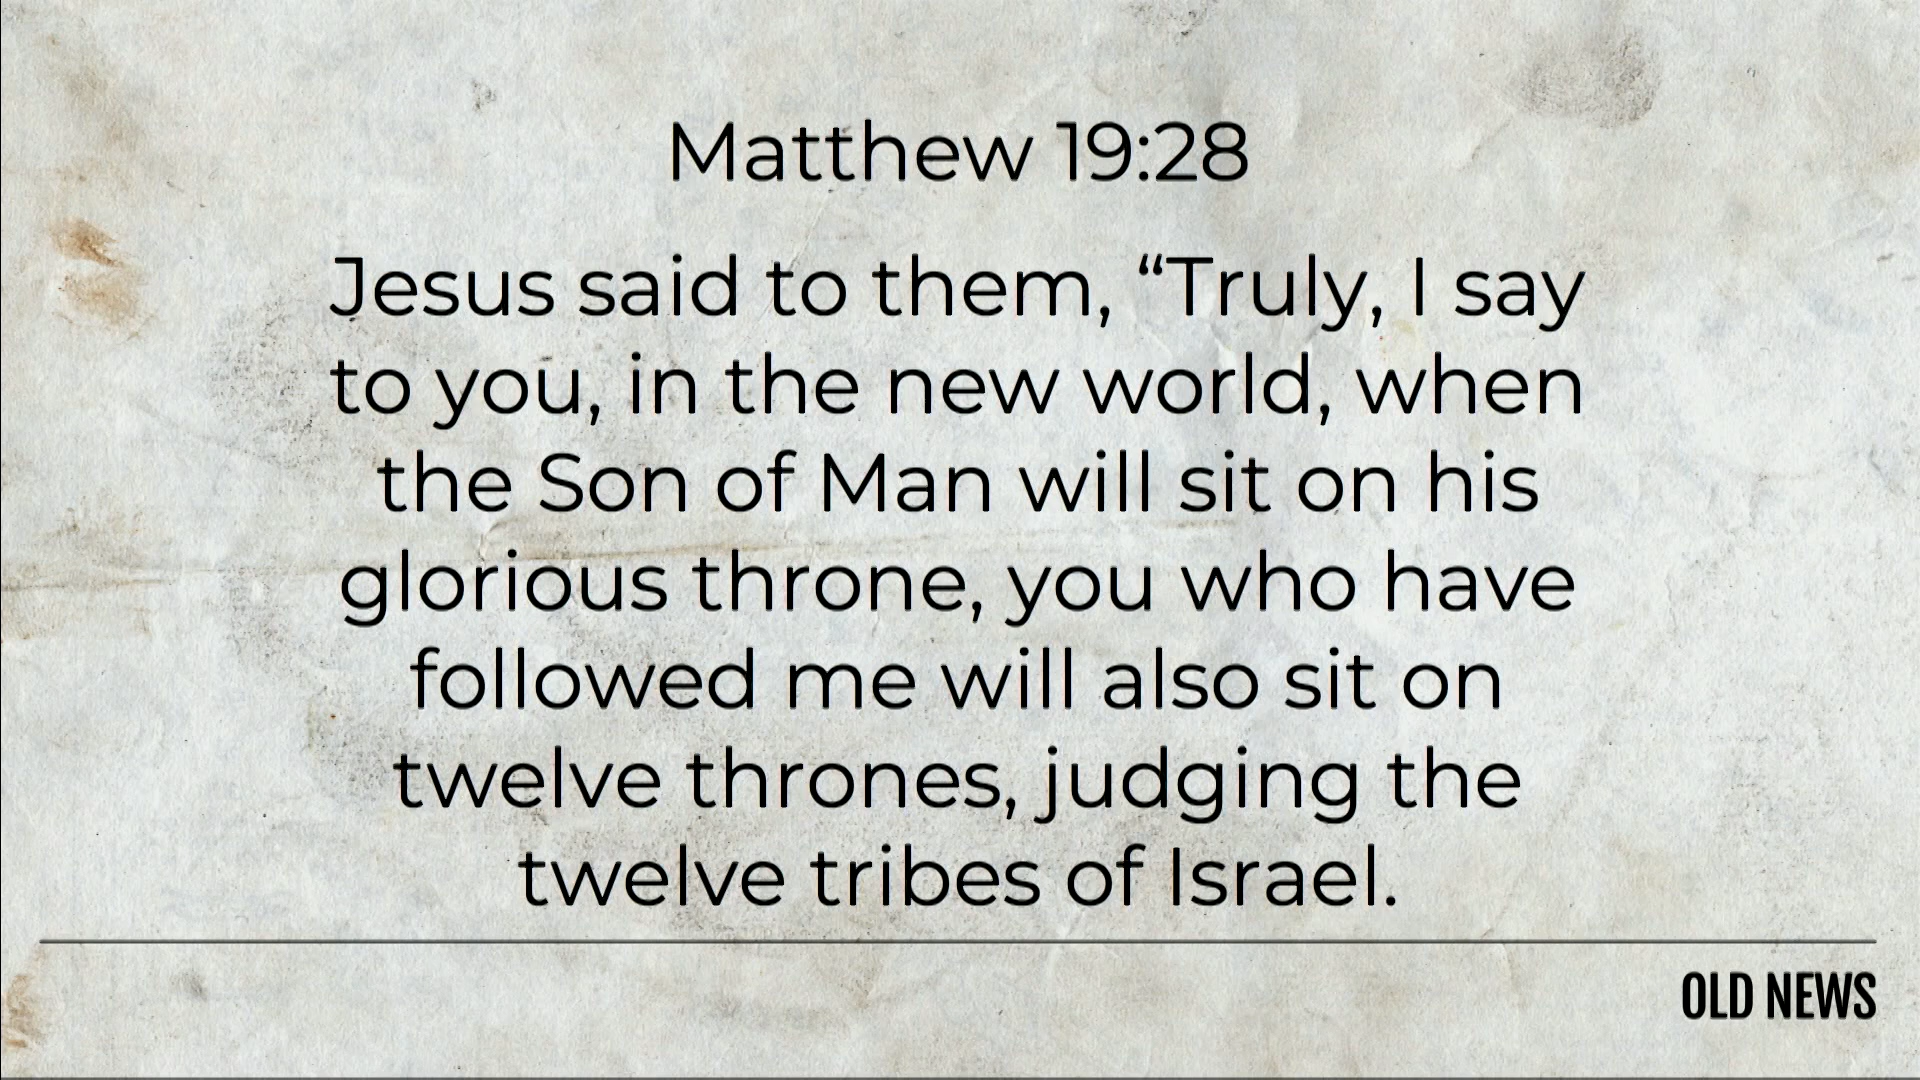 Matthew 19:28
Jesus said to them, “Truly, I say
to you, in the new world, when
the Son of Man will sit on his
glorious throne, you who have
followed me will also sit on
twelve thrones, judging the
twelve tribes of Israel.
OLD NEWS